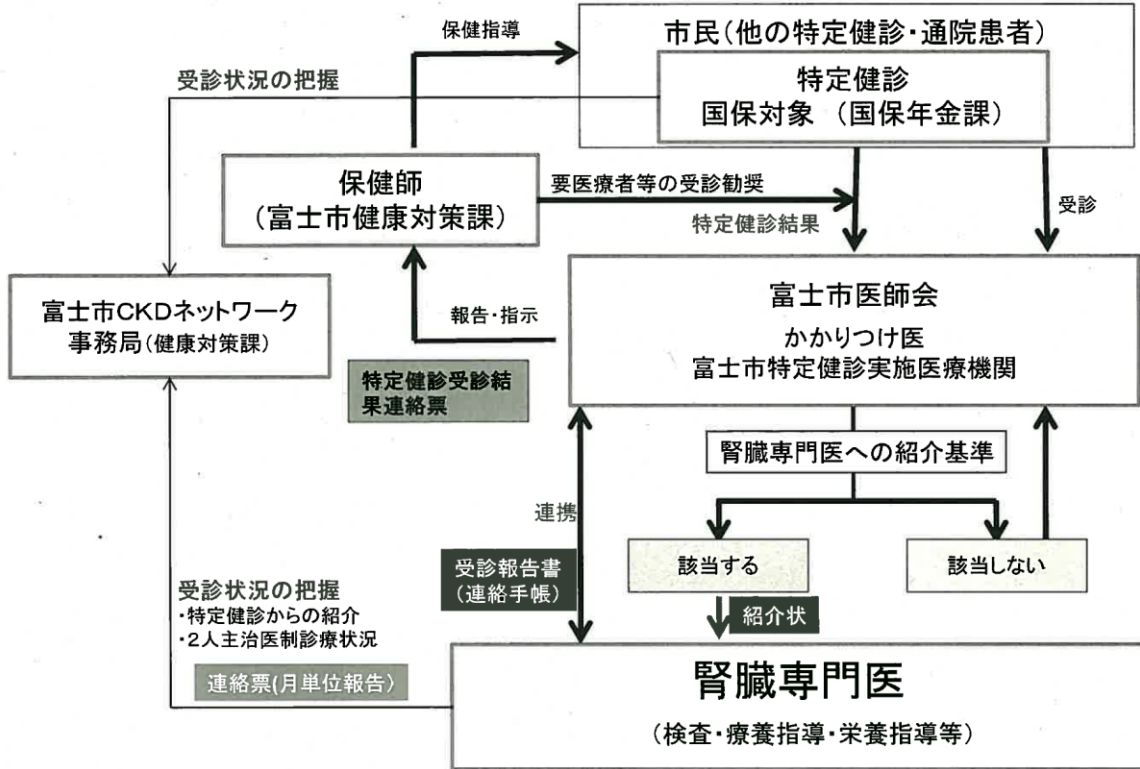 保健指導
市民(他の特定健診・通院患者)
受診状況の把握
特定健診
国保対象 (国保年金課)
保健師
(富士市健康対策課)
要医療者等の受診勧奨
特定健診結果
受診
富士市CKDネットワーク
事務局(健康対策課)
報告・指示
富士市医師会
かかりつけ医
富士市特定健診実施医療機関
特定健診受診結
果連絡票
腎臓専門医への紹介基準
連携
受診報告書
(連絡手帳)
該当する
該当しない
紹介状
受診状況の把握
・特定健診からの紹介
・2人主治医制診療状況
連絡票(月単位報告)
腎臓専門医
(検査・療養指導・栄養指導等)